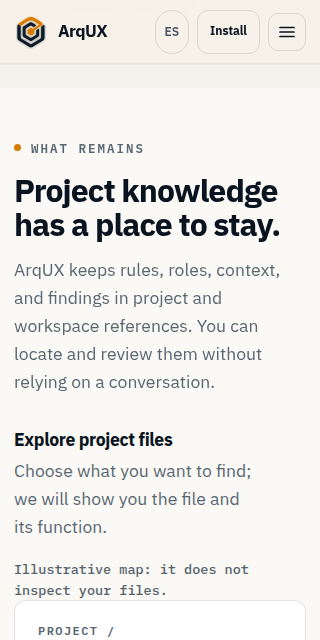 ArqUX
ES
Install
WHAT REMAINS
Project knowledge
has a place to stay.
ArqUX keeps rules, roles, context,
and findings in project and
workspace references. You can
locate and review them without
relying on a conversation.
Explore project files
Choose what you want to find;
we will show you the file and
its function.
Illustrative map: it does not
inspect your files.
PROJECT /